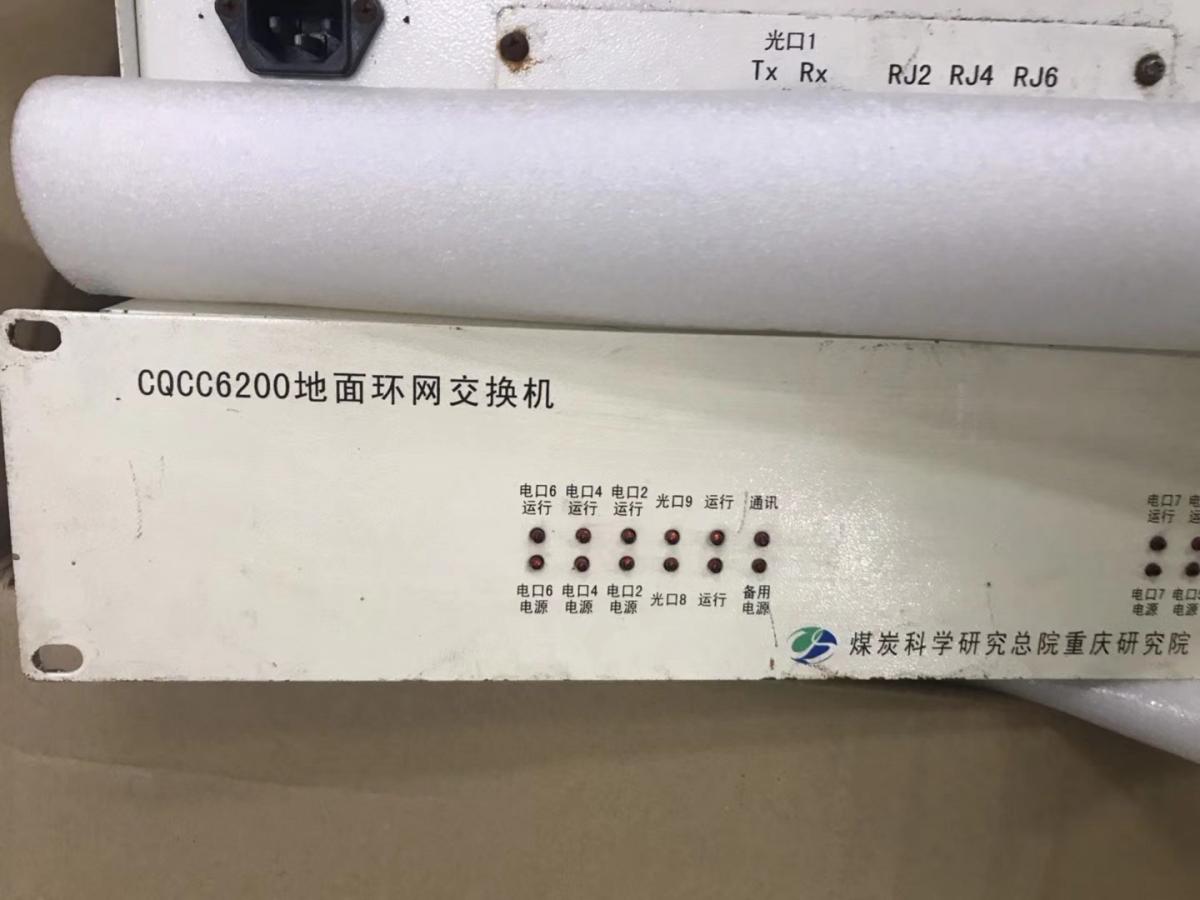 光口1
Tx Rx RJ2 RJ4 RJ6
CQCC6200地面环网交换机
电口6 电口4 电口2 光口9 运行 通讯
运行 运行 运行
电口6 电口4 电口2 光口8 运行 备用
电源 电源 电源 电源
电口7
运行
电口7
电源 电源
煤炭科学研究总院重庆研究院